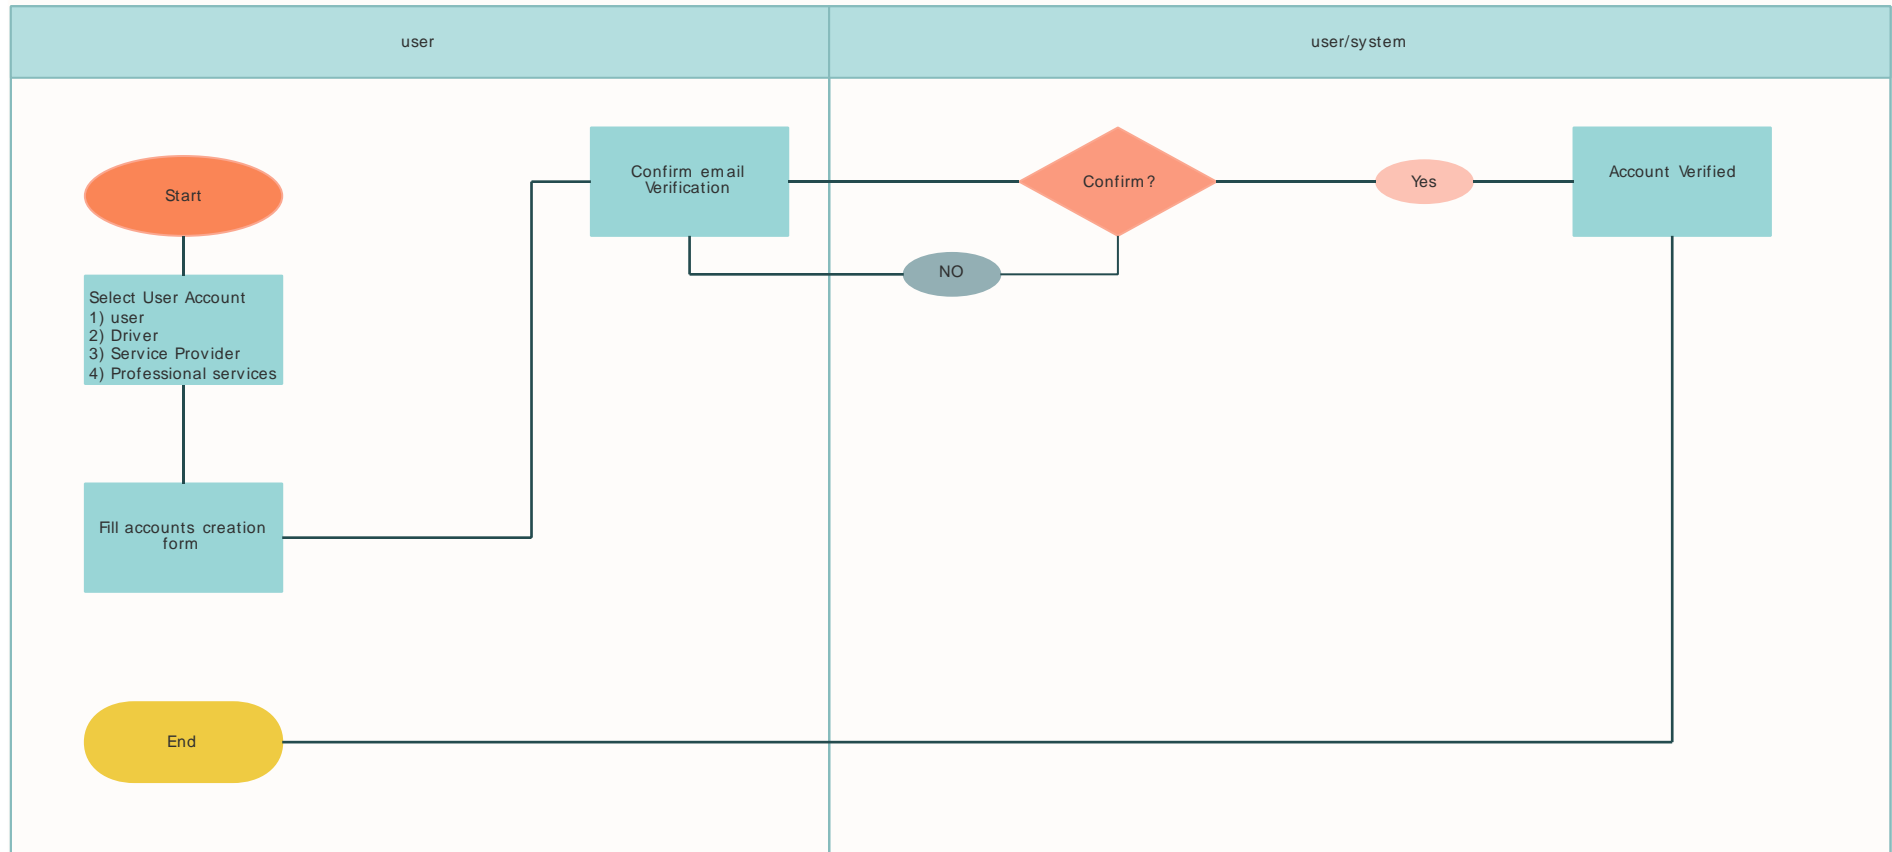 user
user/system
Start
Select User Account
1) user
2) Driver
3) Service Provider
4) Professional services
Fill accounts creation
form
Confirm email
Verification
Confirm?
Yes
NO
Account Verified
End